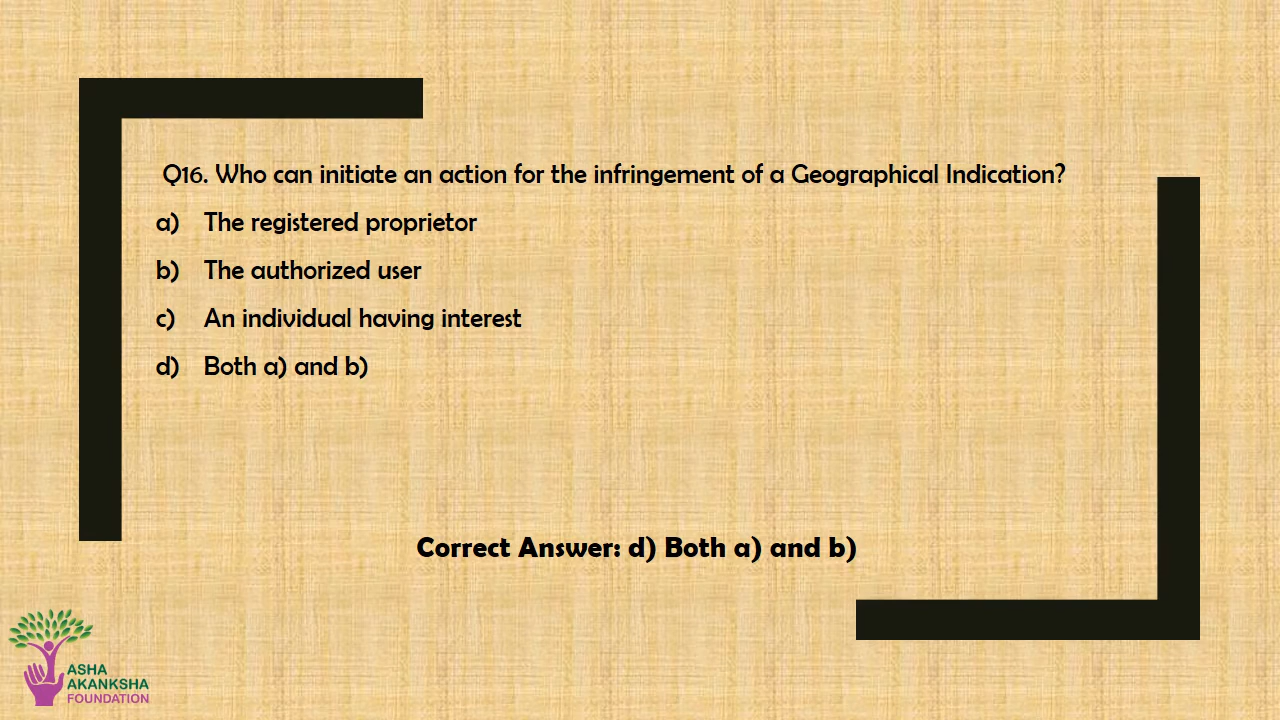 Q16. Who can initiate an action for the infringement of a Geographical Indication?
a) The registered proprietor
b) The authorized user
c) An individual having interest
d) Both a) and b)
Correct Answer: d) Both a) and b)
ASHA
AKANKSHA
FOUNDATION